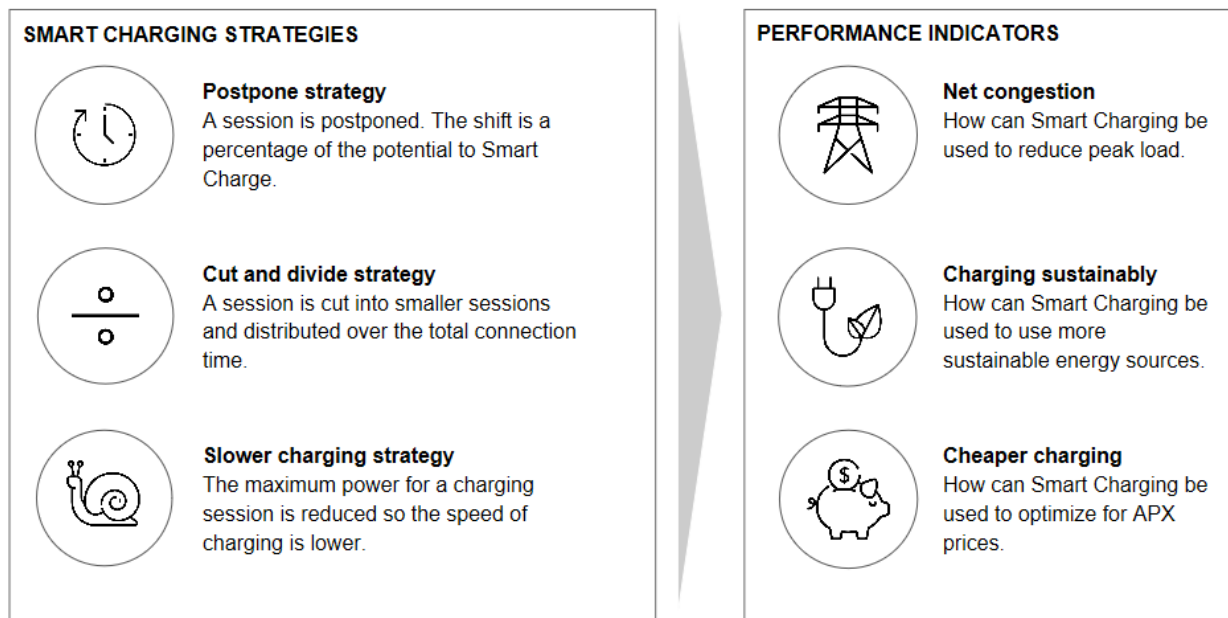 SMART CHARGING STRATEGIES
Postpone strategy
A session is postponed. The shift is a
percentage of the potential to Smart
Charge.
Cut and divide strategy
A session is cut into smaller sessions
and distributed over the total connection
time.
Slower charging strategy
The maximum power for a charging
session is reduced so the speed of
charging is lower.
PERFORMANCE INDICATORS
Net congestion
How can Smart Charging be
used to reduce peak load.
Charging sustainably
How can Smart Charging be
used to use more
sustainable energy sources.
$
Cheaper charging
How can Smart Charging be
used to optimize for APX
prices.